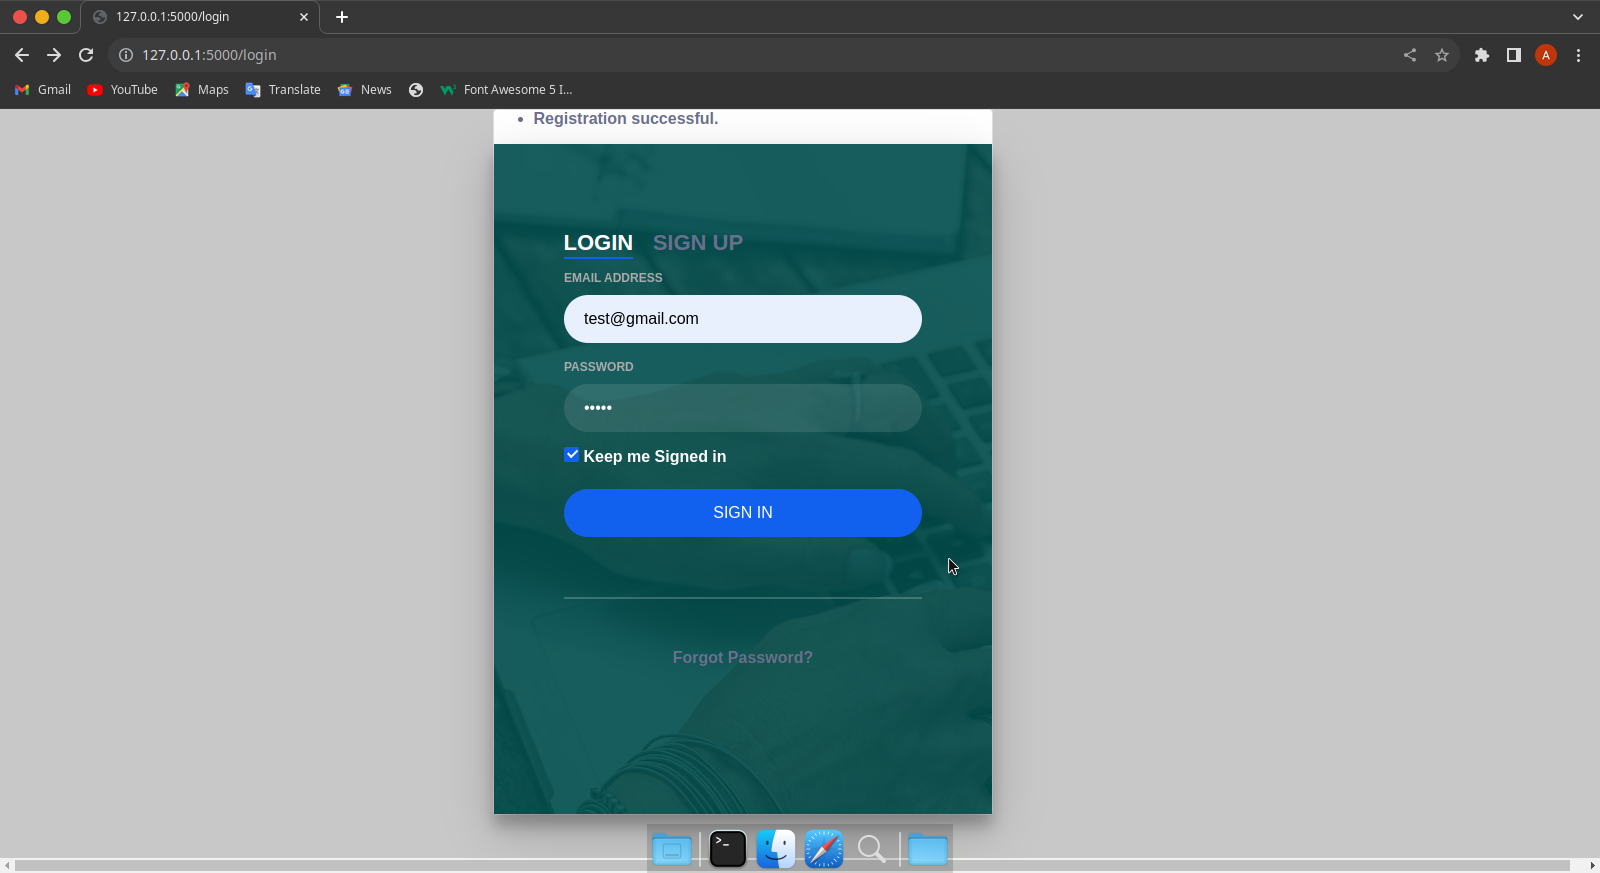 127.0.0.1:5000/login
127.0.0.1:5000/login
A
Gmail YouTube Maps Translate News Font Awesome 5 I...
• Registration successful.
LOGIN SIGN UP
EMAIL ADDRESS
test@gmail.com
PASSWORD
•••••
Keep me Signed in
SIGN IN
Forgot Password?
>_